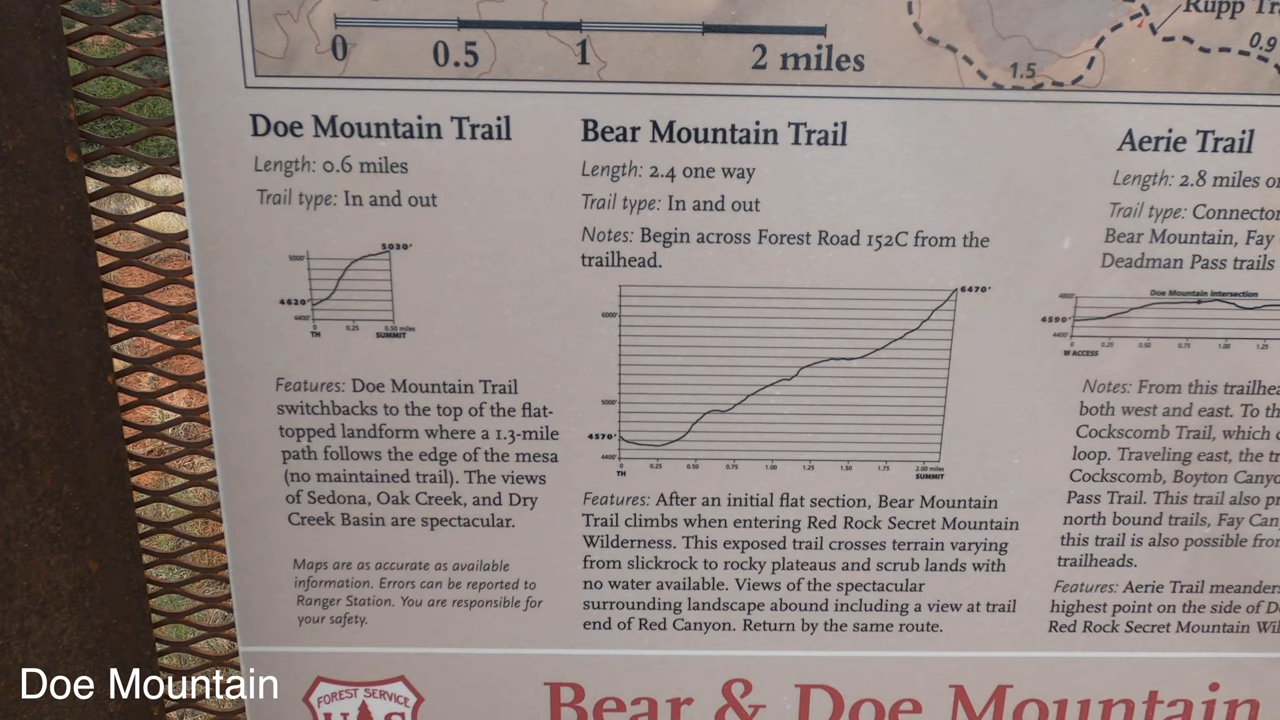 Rupp
0.9
1.5
0 0.5 1 2 miles
Doe Mountain Trail
Length: 0.6 miles
Trail type: In and out
5030'
5000'
4620'
4400'
0 0.25 0.50 miles
TH SUMMIT
Features: Doe Mountain Trail
switchbacks to the top of the flat-
topped landform where a 1.3-mile
path follows the edge of the mesa
(no maintained trail). The views
of Sedona, Oak Creek, and Dry
Creek Basin are spectacular.
Maps are as accurate as available
information. Errors can be reported to
Ranger Station. You are responsible for
your safety.
Bear Mountain Trail
Length: 2.4 one way
Trail type: In and out
Notes: Begin across Forest Road 152C from the
trailhead.
6470'
6000'
5000'
4570'
4400'
0 0.25 0.50 0.75 1.00 1.25 1.50 1.75 2.00 miles
TH SUMMIT
Features: After an initial flat section, Bear Mountain
Trail climbs when entering Red Rock Secret Mountain
Wilderness. This exposed trail crosses terrain varying
from slickrock to rocky plateaus and scrub lands with
no water available. Views of the spectacular
surrounding landscape abound including a view at trail
end of Red Canyon. Return by the same route.
Aerie Trail
Length: 2.8 miles
Trail type: Connector
Bear Mountain, Fay
Deadman Pass trails
Doe Mountain Intersection
4800'
4590'
4400'
0 0.25 0.50 0.75 1.00 1.25
W ACCESS
Notes: From this
both west and east. To
Cockscomb Trail, which
loop. Traveling east, the
Cockscomb, Boyton
Pass Trail. This trail also
north bound trails, Fay
this trail is also possible
trailheads.
Features: Aerie Trail
highest point on the side of
Red Rock Secret Mountain
FOREST SERVICE
U S
Bear & Doe Mountain
Doe Mountain